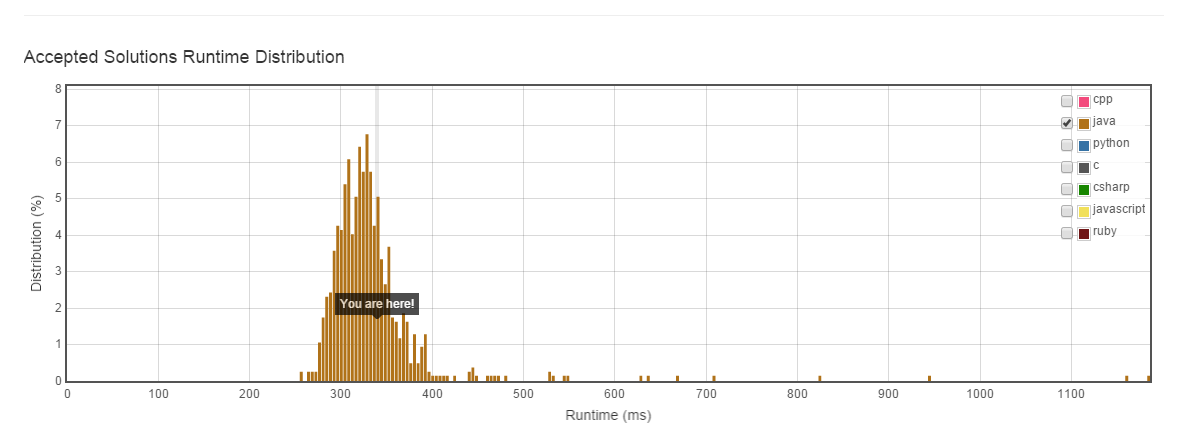 Accepted Solutions Runtime Distribution
8
7
6
5
4
3
2
1
0
Distribution (%)
cpp
java
python
c
csharp
javascript
ruby
You are here!
0 100 200 300 400 500 600 700 800 900 1000 1100
Runtime (ms)